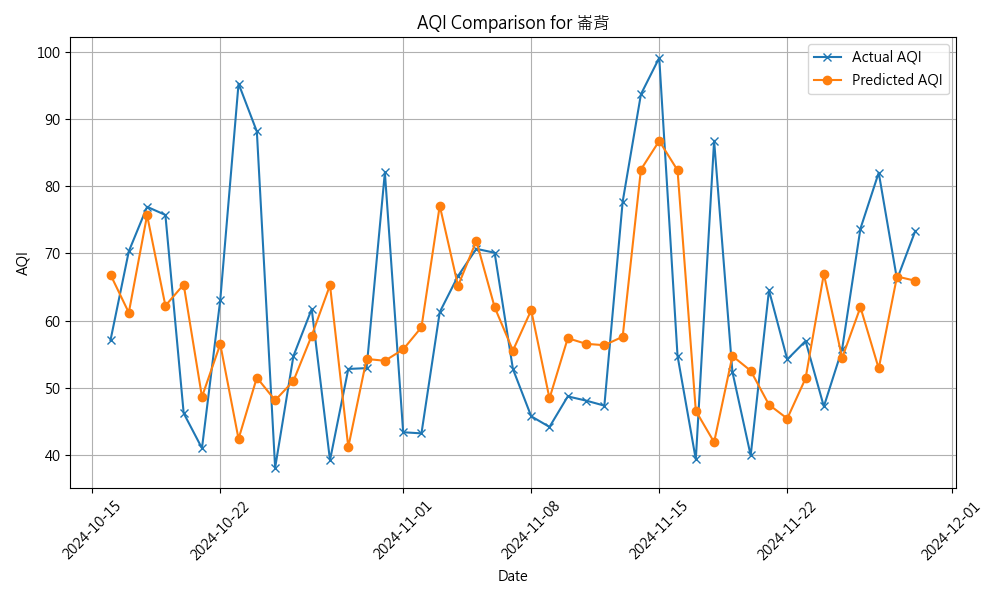 AQI Comparison for 崙背
Actual AQI
Predicted AQI
AQI
100
90
80
70
60
50
40
2024-10-15
2024-10-22
2024-11-01
2024-11-08
2024-11-15
2024-11-22
2024-12-01
Date